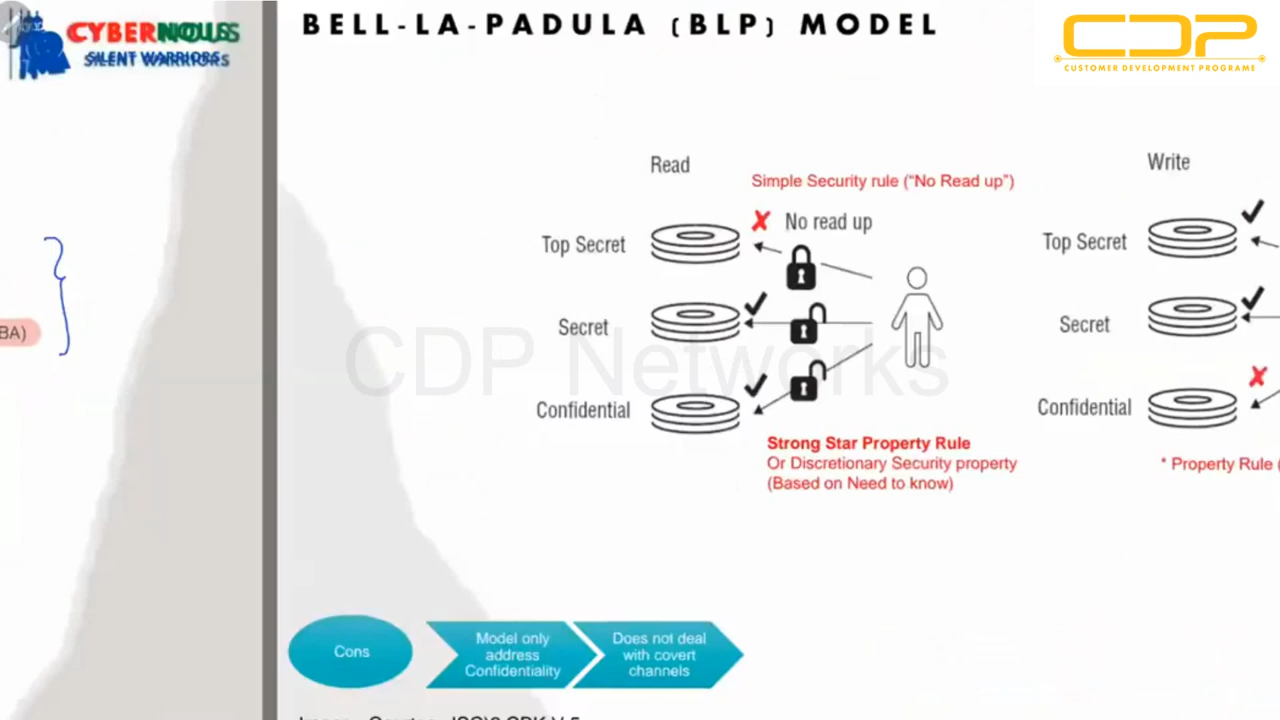 CYBERNOUS
SILENT WARRIORS
BELL-LA-PADULA (BLP) MODEL
CDP
CUSTOMER DEVELOPMENT PROGRAME
BA)
Read
Simple Security rule ("No Read up")
No read up
Top Secret
Secret
Confidential
Strong Star Property Rule
Or Discretionary Security property
(Based on Need to know)
Write
Top Secret
Secret
Confidential
* Property Rule (
CDP Networks
Cons
Model only
address
Confidentiality
Does not deal
with covert
channels